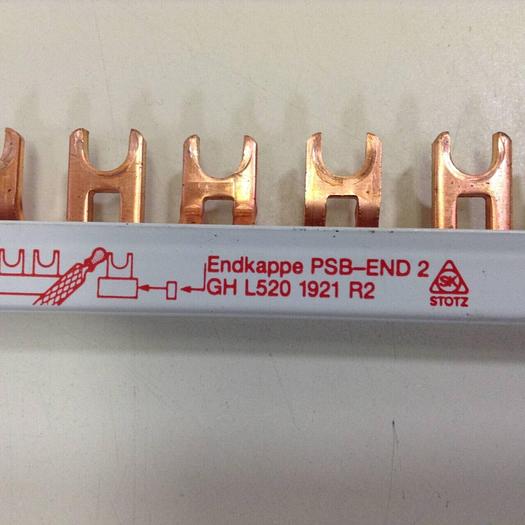 Endkappe PSB-END 2
GH L520 1921 R2
SK
STOTZ